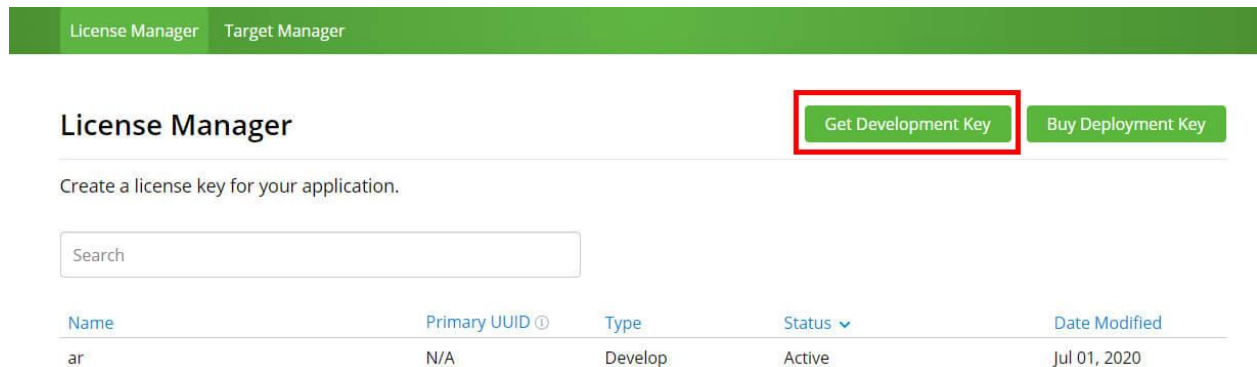 License Manager Target Manager
License Manager Get Development Key Buy Deployment Key
Create a license key for your application.
Search
Name Primary UUID ⓘ Type Status Date Modified
ar N/A Develop Active Jul 01, 2020